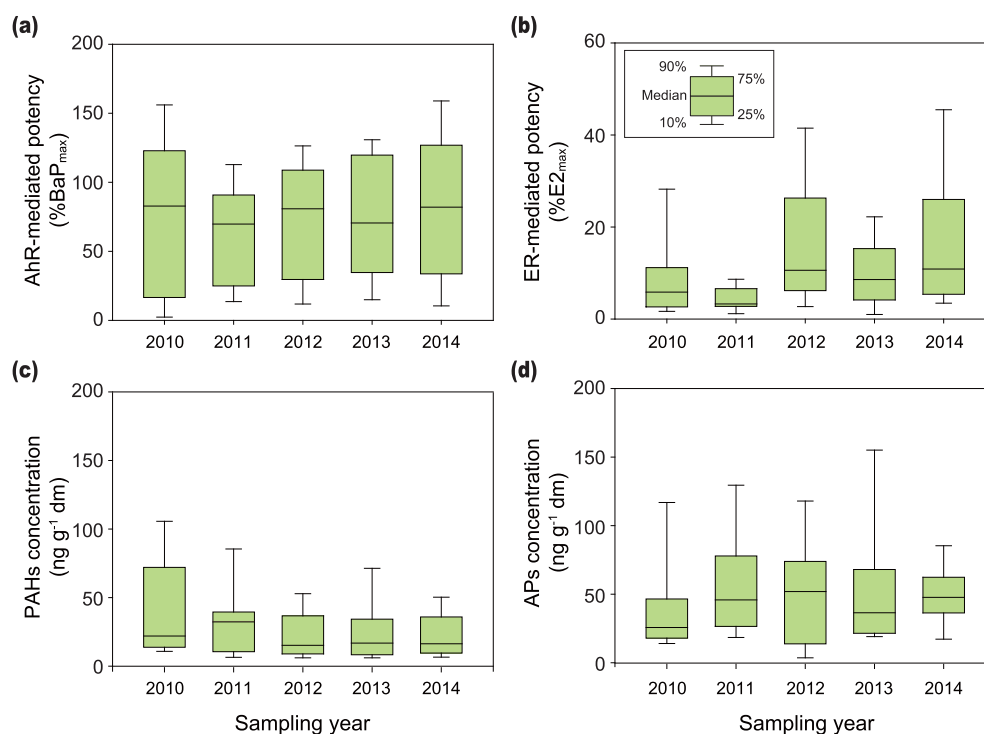 (a)
AhR-mediated potency
(%BaPmax)
200
150
100
50
0
2010 2011 2012 2013 2014
(b)
ER-mediated potency
(%E2max)
60
40
20
0
90%
75%
Median
25%
10%
2010 2011 2012 2013 2014
(c)
PAHs concentration
(ng g-1 dm)
200
150
100
50
0
2010 2011 2012 2013 2014
Sampling year
(d)
APs concentration
(ng g-1 dm)
200
150
100
50
0
2010 2011 2012 2013 2014
Sampling year